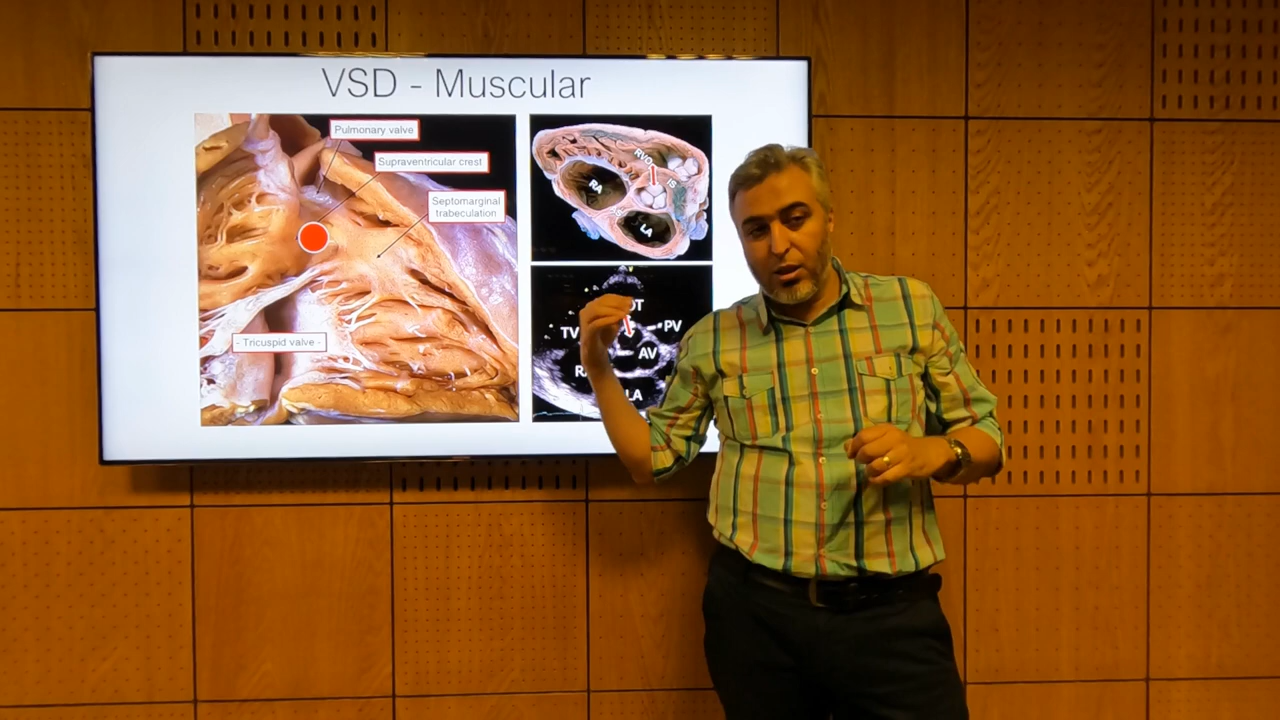 VSD - Muscular
Pulmonary valve
Supraventricular crest
Septomarginal
trabeculation
- Tricuspid valve -
RVO
IS
RA
LA
TV
PV
AV
LA